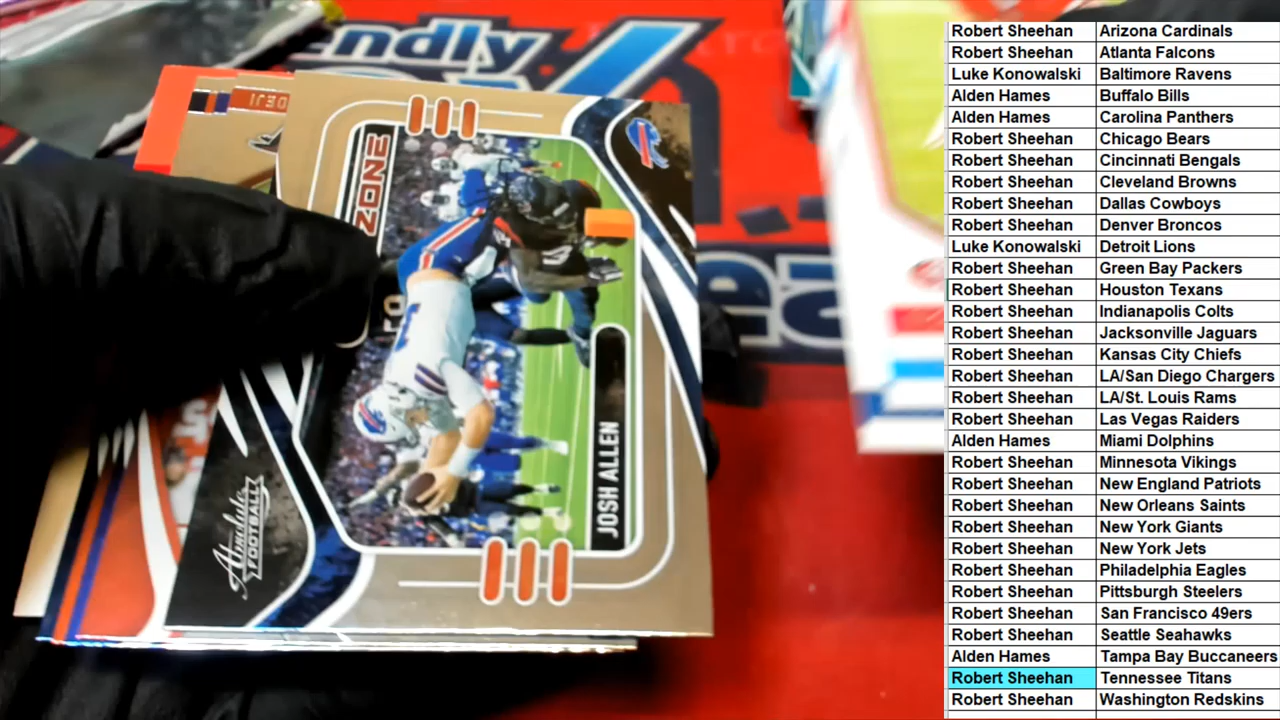 endly
DEJI
ZONE
JOSH ALLEN
Absolute
FOOTBALL
Robert Sheehan Arizona Cardinals
Robert Sheehan Atlanta Falcons
Luke Konowalski Baltimore Ravens
Alden Hames Buffalo Bills
Alden Hames Carolina Panthers
Robert Sheehan Chicago Bears
Robert Sheehan Cincinnati Bengals
Robert Sheehan Cleveland Browns
Robert Sheehan Dallas Cowboys
Robert Sheehan Denver Broncos
Luke Konowalski Detroit Lions
Robert Sheehan Green Bay Packers
Robert Sheehan Houston Texans
Robert Sheehan Indianapolis Colts
Robert Sheehan Jacksonville Jaguars
Robert Sheehan Kansas City Chiefs
Robert Sheehan LA/San Diego Chargers
Robert Sheehan LA/St. Louis Rams
Robert Sheehan Las Vegas Raiders
Alden Hames Miami Dolphins
Robert Sheehan Minnesota Vikings
Robert Sheehan New England Patriots
Robert Sheehan New Orleans Saints
Robert Sheehan New York Giants
Robert Sheehan New York Jets
Robert Sheehan Philadelphia Eagles
Robert Sheehan Pittsburgh Steelers
Robert Sheehan San Francisco 49ers
Robert Sheehan Seattle Seahawks
Alden Hames Tampa Bay Buccaneers
Robert Sheehan Tennessee Titans
Robert Sheehan Washington Redskins